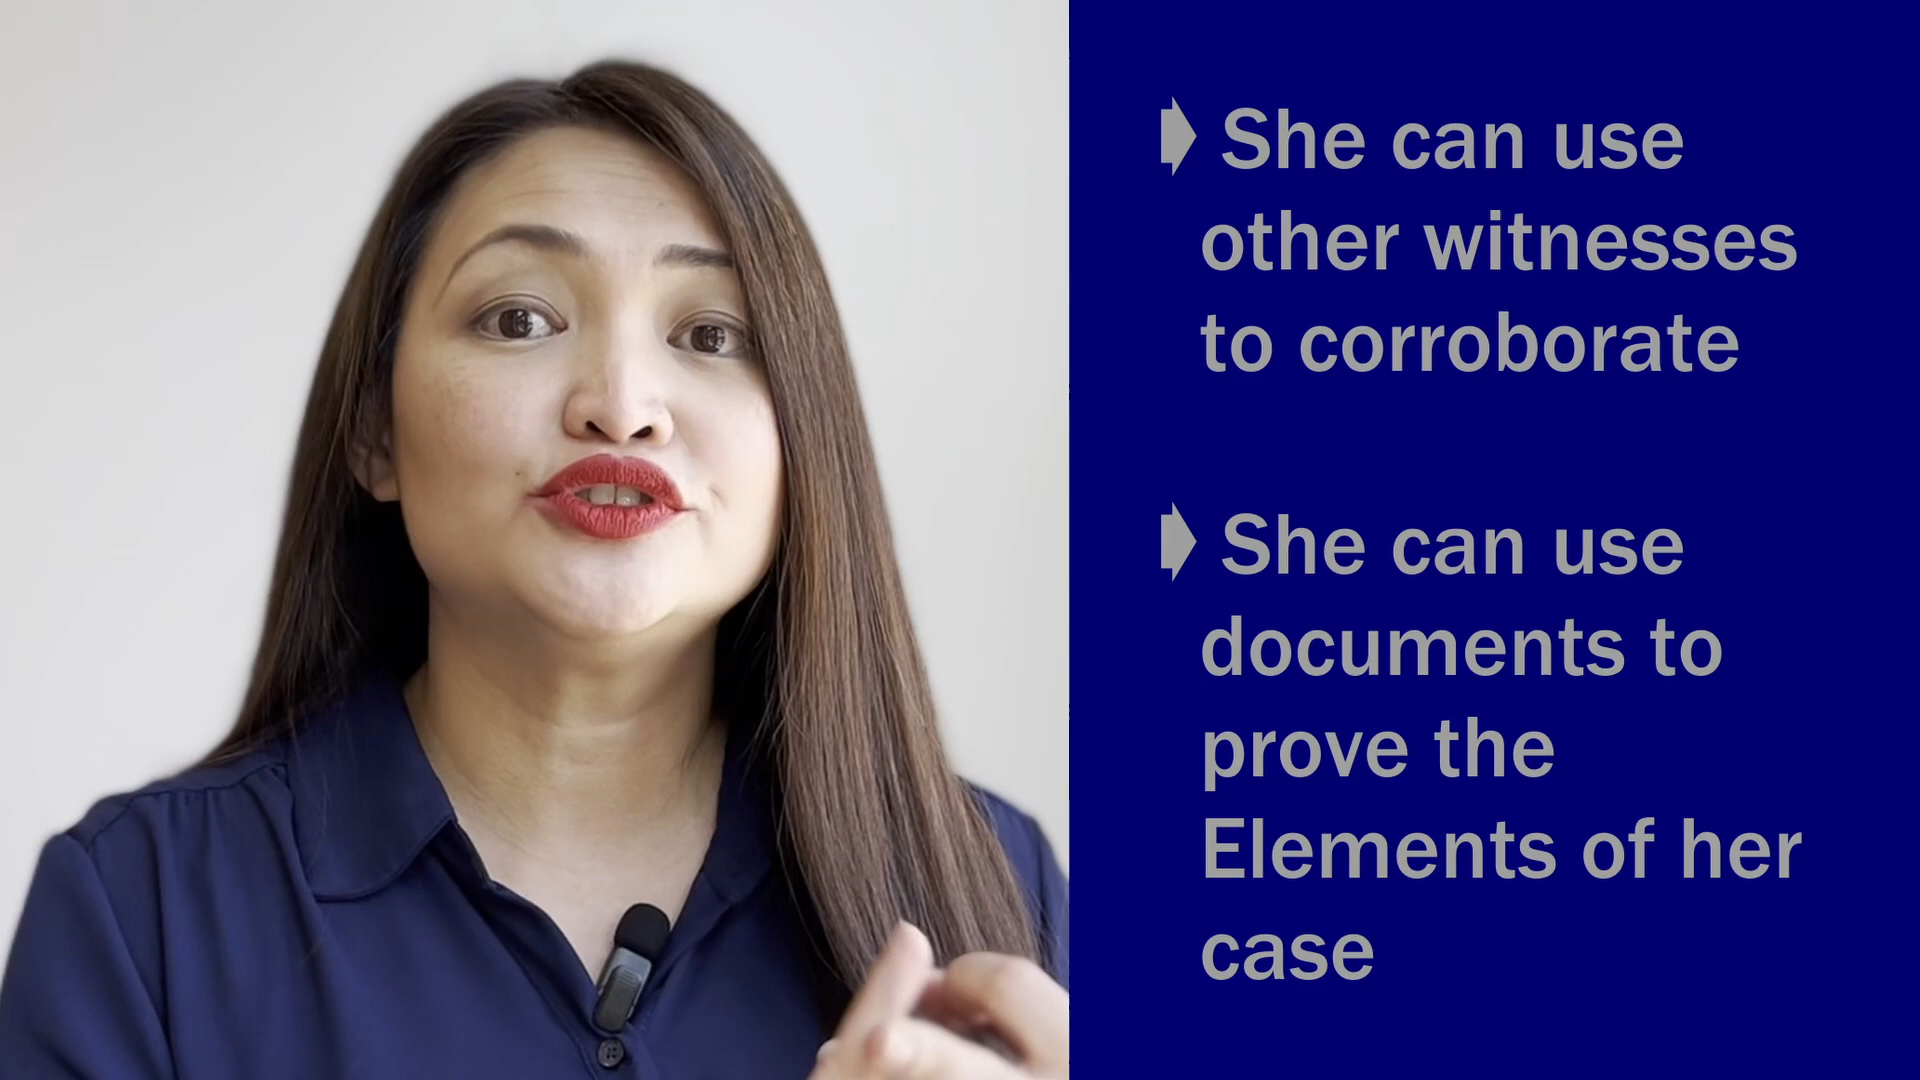 She can use
other witnesses
to corroborate
She can use
documents to
prove the
Elements of her
case